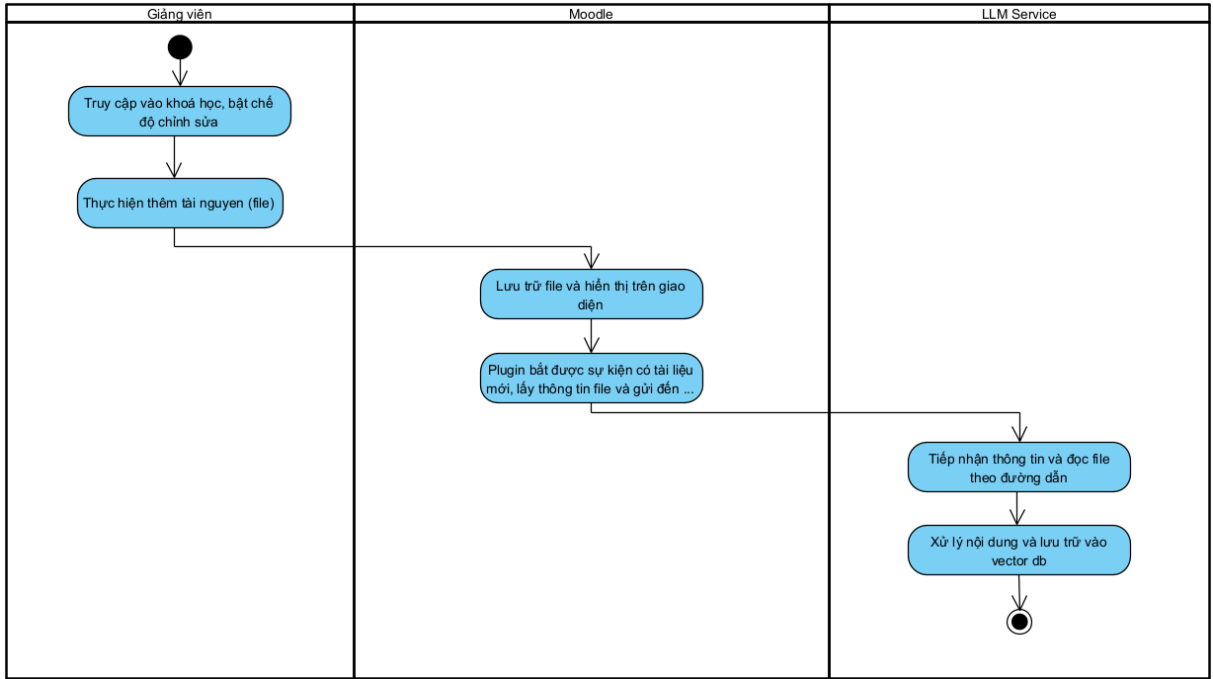 Giảng viên
Moodle
LLM Service
Truy cập vào khoá học, bật chế
độ chỉnh sửa
Thực hiện thêm tài nguyen (file)
Lưu trữ file và hiển thị trên giao
diện
Plugin bắt được sự kiện có tài liệu
mới, lấy thông tin file và gửi đến ...
Tiếp nhận thông tin và đọc file
theo đường dẫn
Xử lý nội dung và lưu trữ vào
vector db